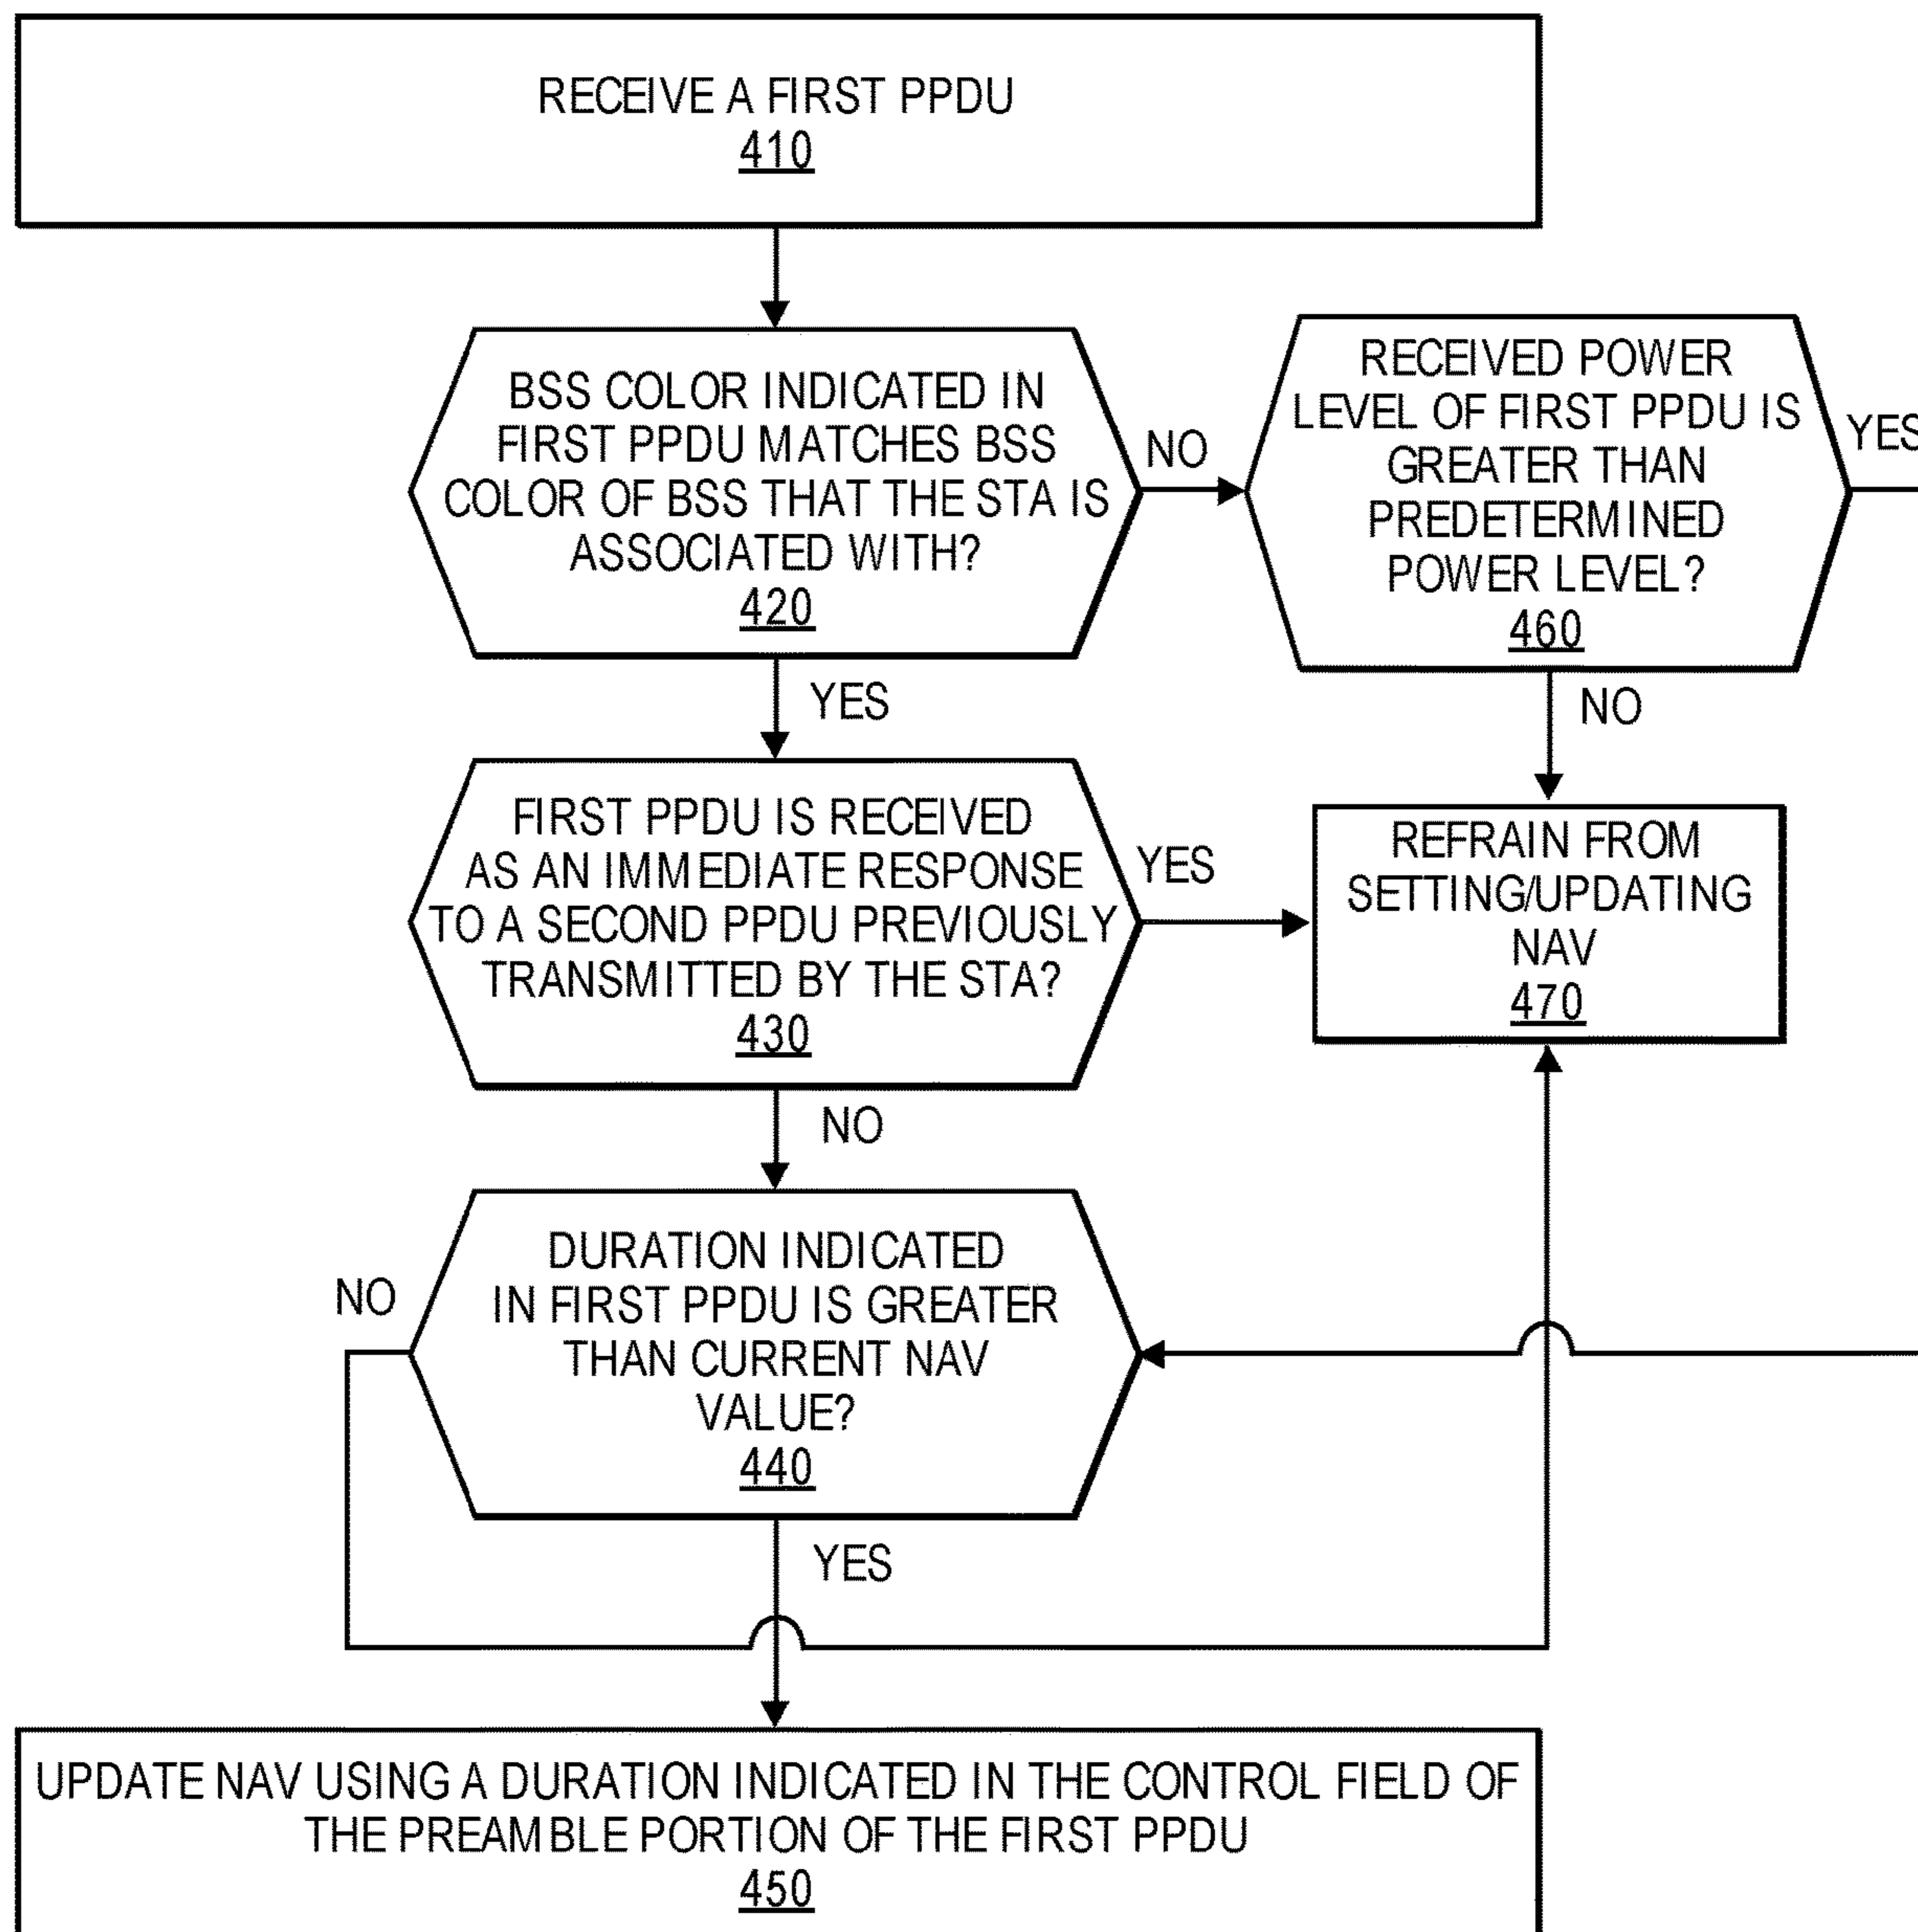 RECEIVE A FIRST PPDU
410
BSS COLOR INDICATED IN
FIRST PPDU MATCHES BSS
COLOR OF BSS THAT THE STA IS
ASSOCIATED WITH?
420
NO
RECEIVED POWER
LEVEL OF FIRST PPDU IS
GREATER THAN
PREDETERMINED
POWER LEVEL?
460
YES
YES
NO
FIRST PPDU IS RECEIVED
AS AN IMMEDIATE RESPONSE
TO A SECOND PPDU PREVIOUSLY
TRANSMITTED BY THE STA?
430
YES
REFRAIN FROM
SETTING/UPDATING
NAV
470
NO
DURATION INDICATED
IN FIRST PPDU IS GREATER
THAN CURRENT NAV
VALUE?
440
NO
YES
UPDATE NAV USING A DURATION INDICATED IN THE CONTROL FIELD OF
THE PREAMBLE PORTION OF THE FIRST PPDU
450